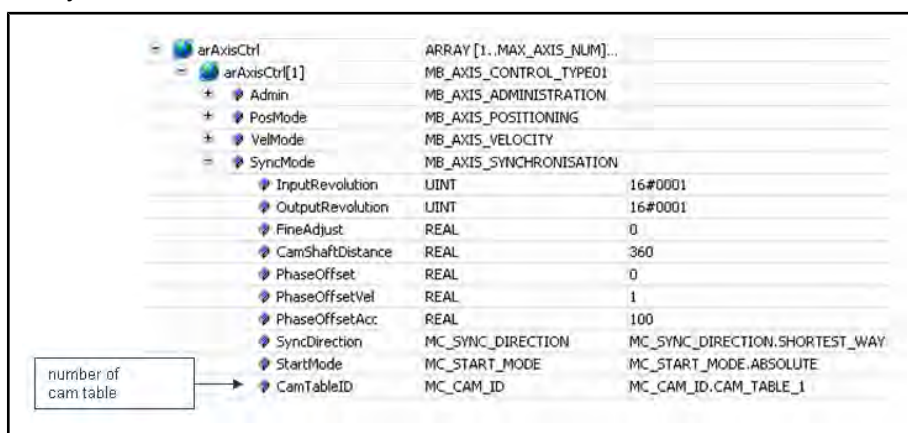 arAxisCtrl ARRAY [1..MAX_AXIS_NUM]...
arAxisCtrl[1] MB_AXIS_CONTROL_TYPE01
Admin MB_AXIS_ADMINISTRATION
PosMode MB_AXIS_POSITIONING
VelMode MB_AXIS_VELOCITY
SyncMode MB_AXIS_SYNCHRONISATION
InputRevolution UINT 16#0001
OutputRevolution UINT 16#0001
FineAdjust REAL 0
CamShaftDistance REAL 360
PhaseOffset REAL 0
PhaseOffsetVel REAL 1
PhaseOffsetAcc REAL 100
SyncDirection MC_SYNC_DIRECTION MC_SYNC_DIRECTION.SHORTEST_WAY
StartMode MC_START_MODE MC_START_MODE.ABSOLUTE
CamTableID MC_CAM_ID MC_CAM_ID.CAM_TABLE_1
number of
cam table